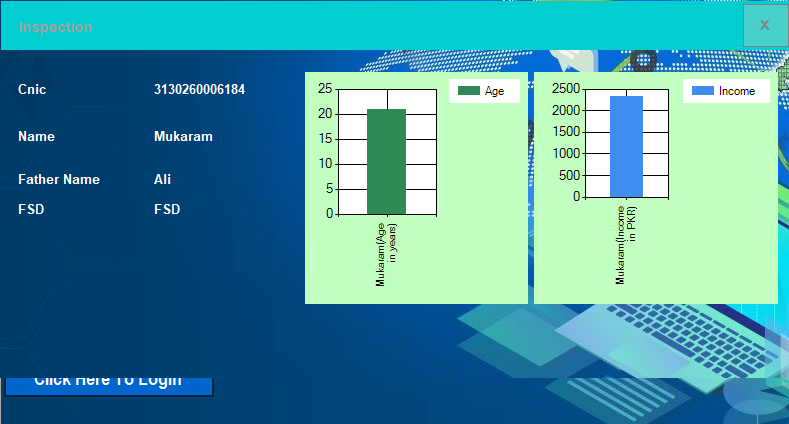 Inspection
X
Cnic 3130260006184
Name Mukaram
Father Name Ali
FSD FSD
25
20
15
10
5
0
Age
Mukaram(Age
in years)
2500
2000
1500
1000
500
0
Income
Mukaram(Income
in PKR)
Click Here To Login